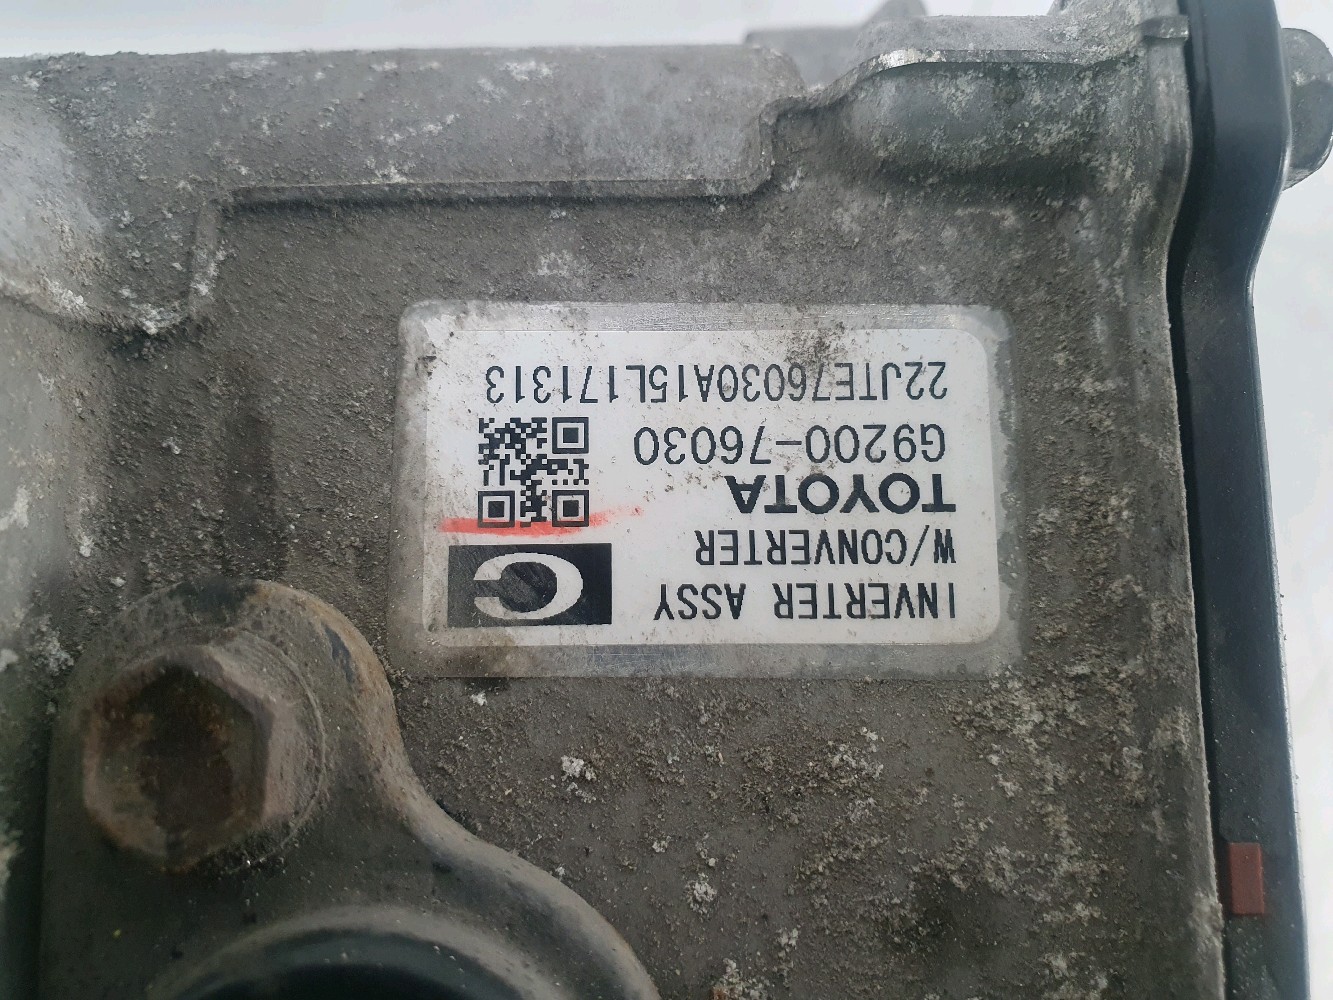 INVERTER ASSY
W/CONVERTER
C
TOYOTA
G9200-76030
22JTE76030A15L171313